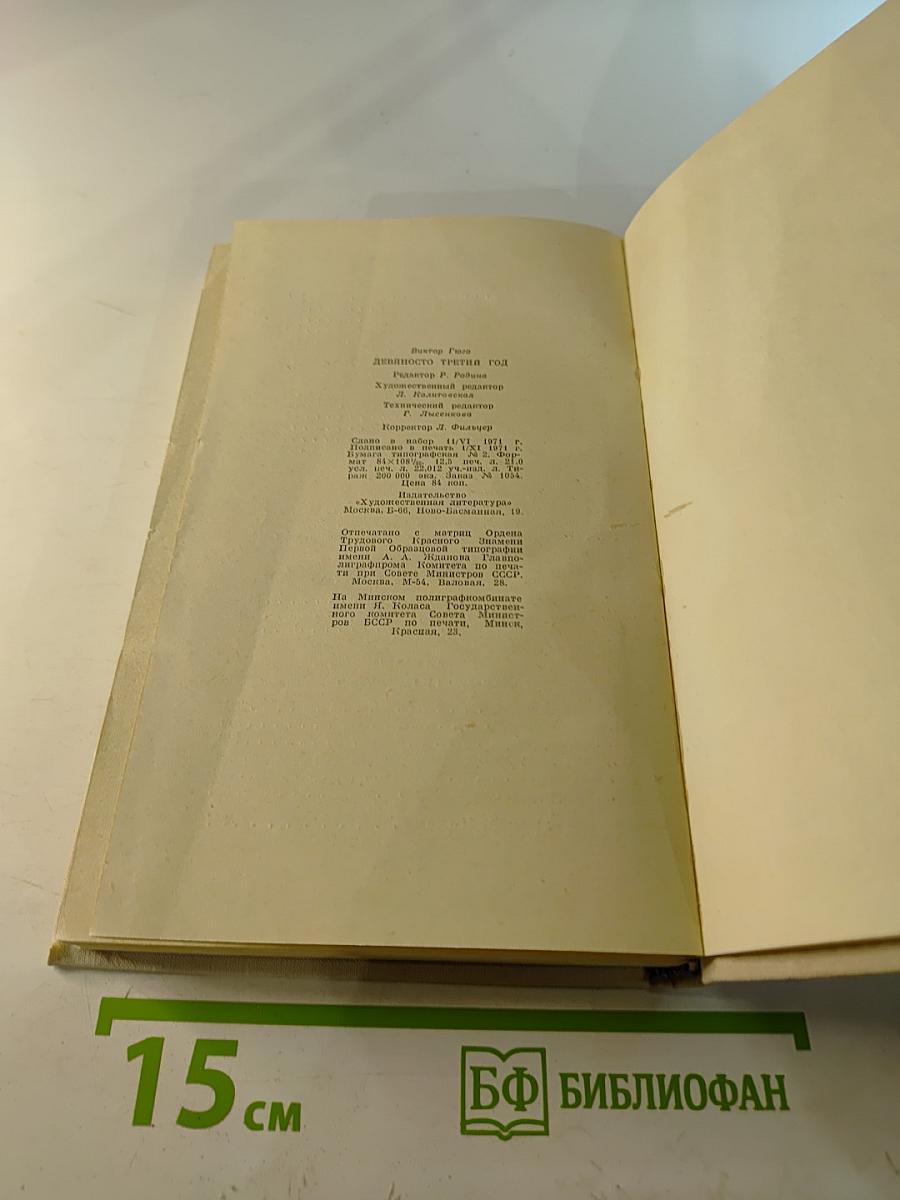 Виктор Гюго
ДЕВЯНОСТО ТРЕТИЙ ГОД
Редактор Р. Родина
Художественный редактор
Л. Калитовская
Технический редактор
Г. Лысенкова
Корректор Л. Фильцер
Сдано в набор 11/VI 1971 г.
Подписано в печать 1/XI 1971 г.
Бумага типографская № 2. Фор-
мат 84×108¹/₃₂. 12,5 печ. л. 21,0
усл. печ. л. 22,012 уч.-изд. л. Ти-
раж 200 000 экз. Заказ № 1054.
Цена 84 коп.
Издательство
«Художественная литература»
Москва, Б-66, Ново-Басманная, 19.
Отпечатано с матриц Ордена
Трудового Красного Знамени
Первой Образцовой типографии
имени А. А. Жданова Главпо-
лиграфпрома Комитета по печа-
ти при Совете Министров СССР.
Москва, М-54, Валовая, 28.
На Минском полиграфкомбинате
имени Я. Коласа Государствен-
ного комитета Совета Минист-
ров БССР по печати, Минск,
Красная, 23.
15 см
БФ БИБЛИОФАН